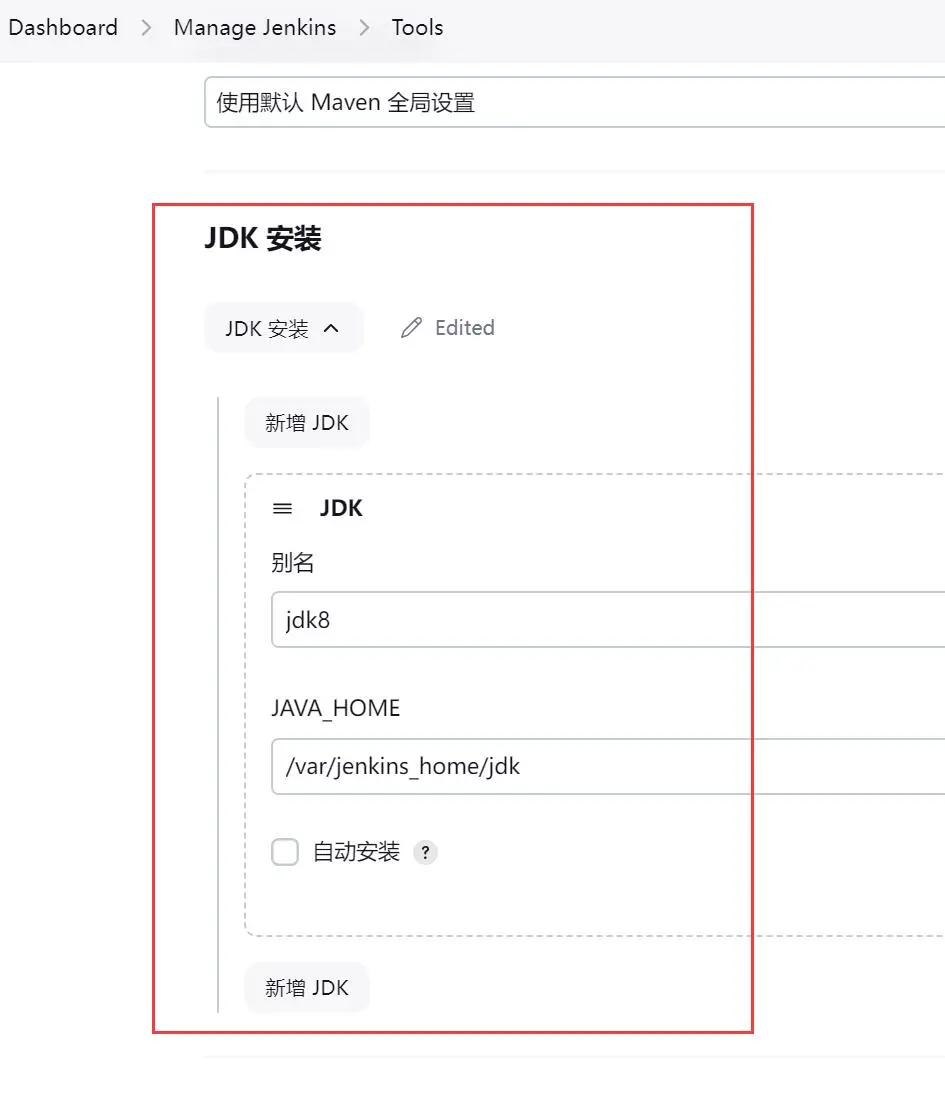 Dashboard > Manage Jenkins > Tools
使用默认 Maven 全局设置
JDK 安装
JDK 安装 Edited
新增 JDK
JDK
别名
jdk8
JAVA_HOME
/var/jenkins_home/jdk
自动安装 ?
新增 JDK